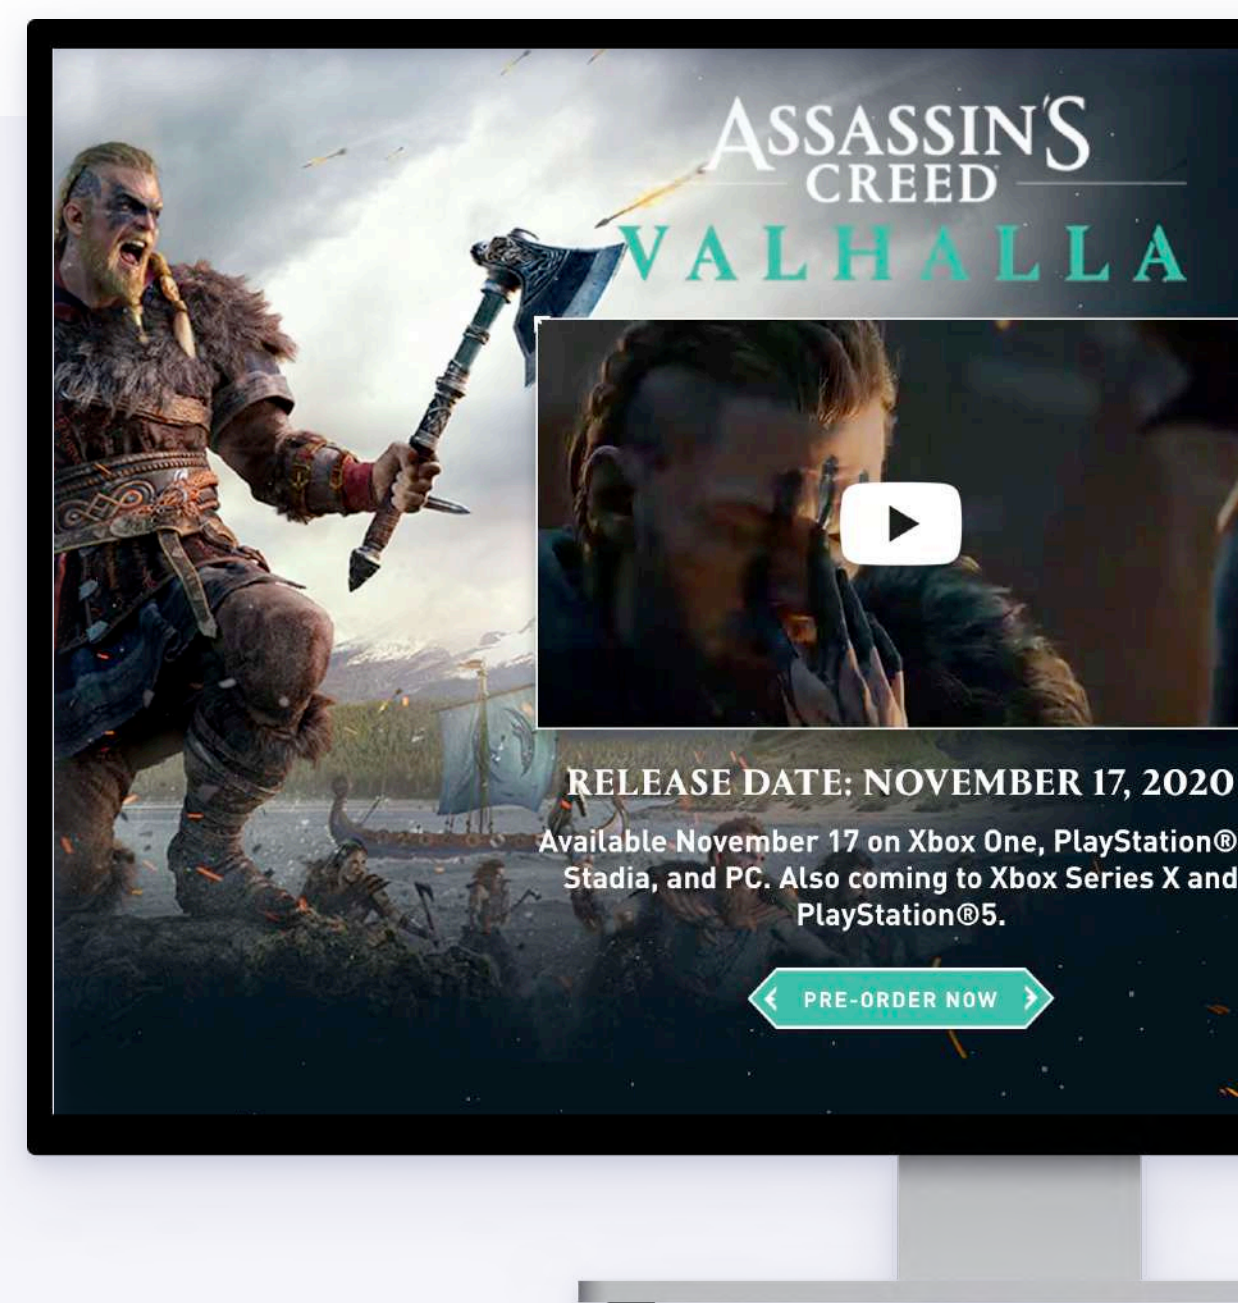 ASSASSIN'S
CREED
VALHALLA
RELEASE DATE: NOVEMBER 17, 2020
Available November 17 on Xbox One, PlayStation®
Stadia, and PC. Also coming to Xbox Series X and
PlayStation®5.
PRE-ORDER NOW